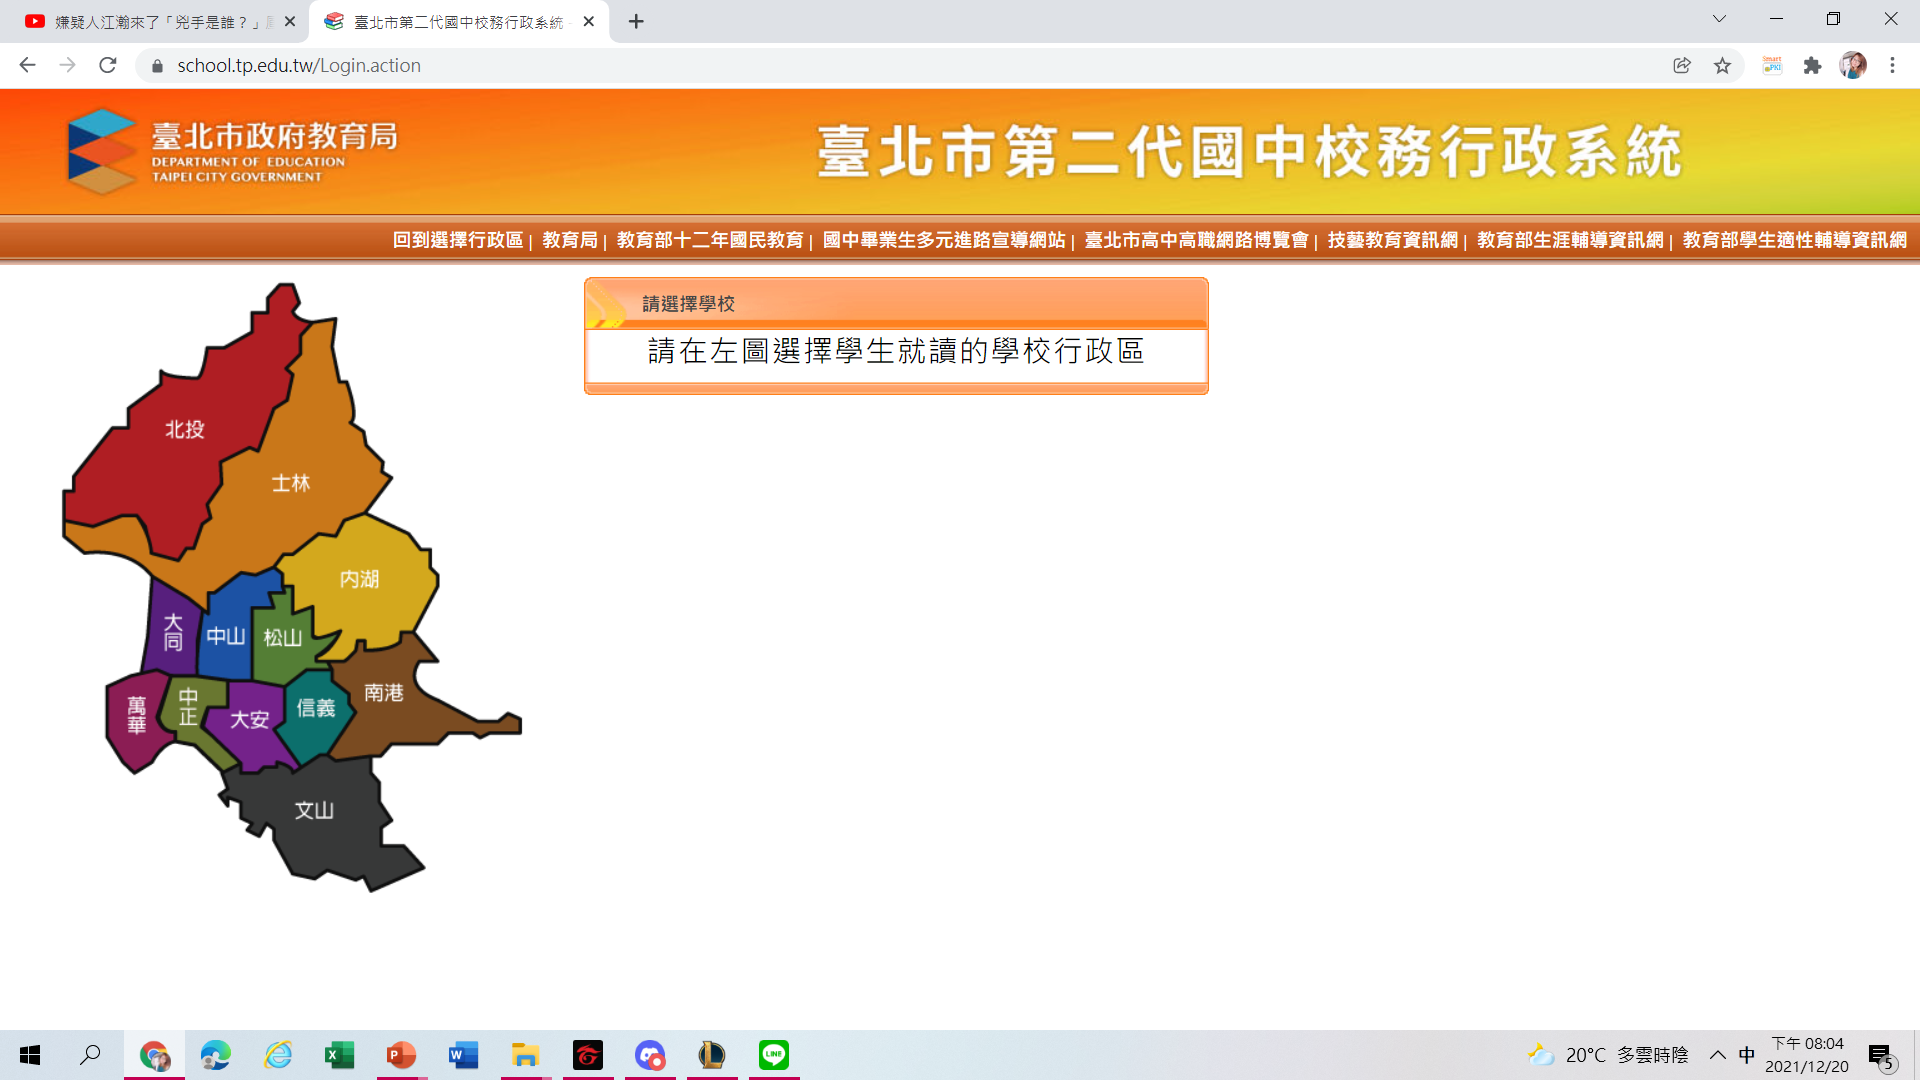 嫌疑人江瀚來了「兇手是誰？」
臺北市第二代國中校務行政系統
school.tp.edu.tw/Login.action
Smart
PKI
臺北市政府教育局
DEPARTMENT OF EDUCATION
TAIPEI CITY GOVERNMENT
臺北市第二代國中校務行政系統
回到選擇行政區 | 教育局 | 教育部十二年國民教育 | 國中畢業生多元進路宣導網站 | 臺北市高中高職網路博覽會 | 技藝教育資訊網 | 教育部生涯輔導資訊網 | 教育部學生適性輔導資訊網
請選擇學校
請在左圖選擇學生就讀的學校行政區
北投
士林
內湖
大同
中山
松山
萬華
中正
大安
信義
南港
文山
LINE
20°C 多雲時陰
中
下午 08:04
2021/12/20
5